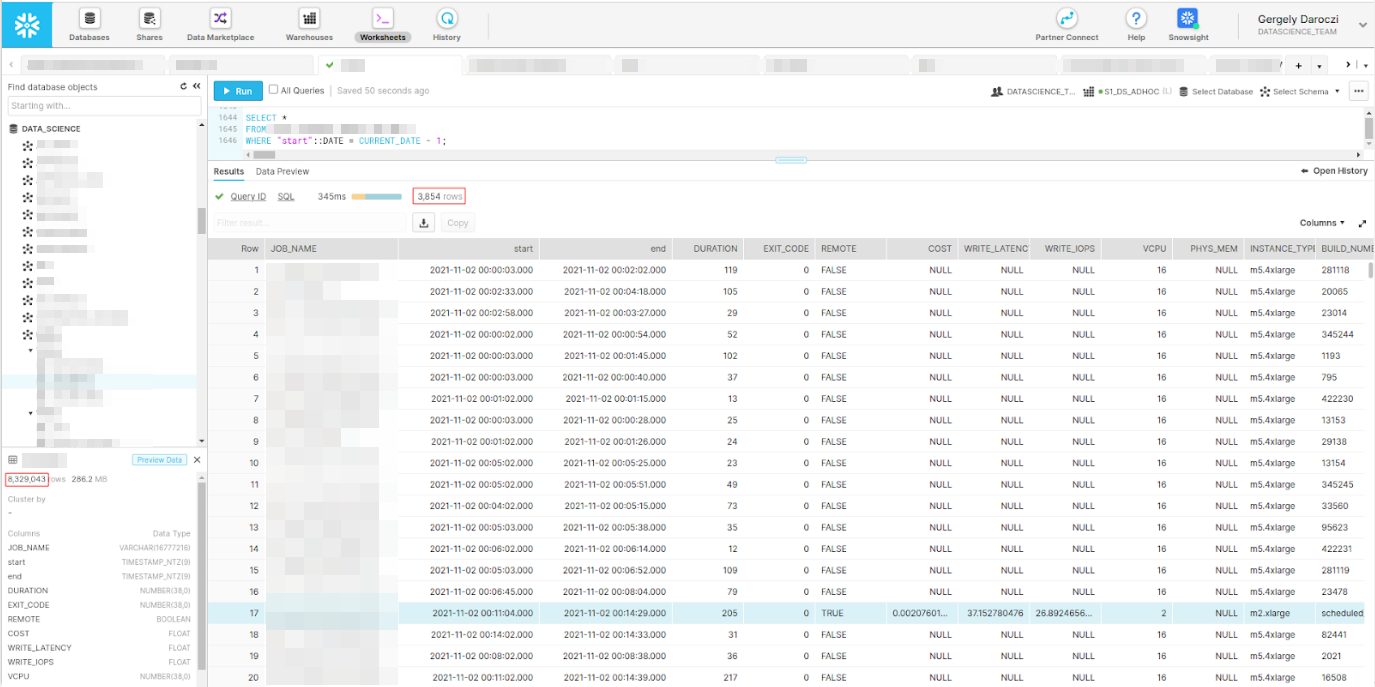 Databases Shares Data Marketplace Warehouses Worksheets History Partner Connect Help Snowsight Gergely Daroczi
DATASCIENCE_TEAM
Find database objects
Starting with...
DATA_SCIENCE
Preview Data
8,329,043 rows 286.2 MB
Cluster by
-
Columns Data Type
JOB_NAME VARCHAR(16777216)
start TIMESTAMP_NTZ(9)
end TIMESTAMP_NTZ(9)
DURATION NUMBER(38,0)
EXIT_CODE NUMBER(38,0)
REMOTE BOOLEAN
COST FLOAT
WRITE_LATENCY FLOAT
WRITE_IOPS FLOAT
VCPU NUMBER(38,0)
Run All Queries Saved 50 seconds ago DATASCIENCE_T... S1_DS_ADHOC (L) Select Database Select Schema ...
1644 SELECT *
1645 FROM
1646 WHERE "start"::DATE = CURRENT_DATE - 1;
Results Data Preview Open History
Query ID SQL 345ms 3,854 rows
Filter result... Copy Columns
Row JOB_NAME start end DURATION EXIT_CODE REMOTE COST WRITE_LATENC WRITE_IOPS VCPU PHYS_MEM INSTANCE_TYPE BUILD_NUME
1 2021-11-02 00:00:03.000 2021-11-02 00:02:02.000 119 0 FALSE NULL NULL NULL 16 NULL m5.4xlarge 281118
2 2021-11-02 00:02:33.000 2021-11-02 00:04:18.000 105 0 FALSE NULL NULL NULL 16 NULL m5.4xlarge 20065
3 2021-11-02 00:02:58.000 2021-11-02 00:03:27.000 29 0 FALSE NULL NULL NULL 16 NULL m5.4xlarge 23014
4 2021-11-02 00:00:02.000 2021-11-02 00:00:54.000 52 0 FALSE NULL NULL NULL 16 NULL m5.4xlarge 345244
5 2021-11-02 00:00:03.000 2021-11-02 00:01:45.000 102 0 FALSE NULL NULL NULL 16 NULL m5.4xlarge 1193
6 2021-11-02 00:00:03.000 2021-11-02 00:00:40.000 37 0 FALSE NULL NULL NULL 16 NULL m5.4xlarge 795
7 2021-11-02 00:01:02.000 2021-11-02 00:01:15.000 13 0 FALSE NULL NULL NULL 16 NULL m5.4xlarge 422230
8 2021-11-02 00:00:03.000 2021-11-02 00:00:28.000 25 0 FALSE NULL NULL NULL 16 NULL m5.4xlarge 13153
9 2021-11-02 00:01:02.000 2021-11-02 00:01:26.000 24 0 FALSE NULL NULL NULL 16 NULL m5.4xlarge 29138
10 2021-11-02 00:05:02.000 2021-11-02 00:05:25.000 23 0 FALSE NULL NULL NULL 16 NULL m5.4xlarge 13154
11 2021-11-02 00:05:02.000 2021-11-02 00:05:51.000 49 0 FALSE NULL NULL NULL 16 NULL m5.4xlarge 345245
12 2021-11-02 00:04:02.000 2021-11-02 00:05:15.000 73 0 FALSE NULL NULL NULL 16 NULL m5.4xlarge 33560
13 2021-11-02 00:05:03.000 2021-11-02 00:05:38.000 35 0 FALSE NULL NULL NULL 16 NULL m5.4xlarge 95623
14 2021-11-02 00:06:02.000 2021-11-02 00:06:14.000 12 0 FALSE NULL NULL NULL 16 NULL m5.4xlarge 422231
15 2021-11-02 00:05:03.000 2021-11-02 00:06:52.000 109 0 FALSE NULL NULL NULL 16 NULL m5.4xlarge 281119
16 2021-11-02 00:06:45.000 2021-11-02 00:08:04.000 79 0 FALSE NULL NULL NULL 16 NULL m5.4xlarge 23478
17 2021-11-02 00:11:04.000 2021-11-02 00:14:29.000 205 0 TRUE 0.00207601... 37.152780476 26.8924656... 2 NULL m2.xlarge scheduled
18 2021-11-02 00:14:02.000 2021-11-02 00:14:33.000 31 0 FALSE NULL NULL NULL 16 NULL m5.4xlarge 82441
19 2021-11-02 00:08:02.000 2021-11-02 00:08:38.000 36 0 FALSE NULL NULL NULL 16 NULL m5.4xlarge 2021
20 2021-11-02 00:11:02.000 2021-11-02 00:14:39.000 217 0 FALSE NULL NULL NULL 16 NULL m5.4xlarge 16508